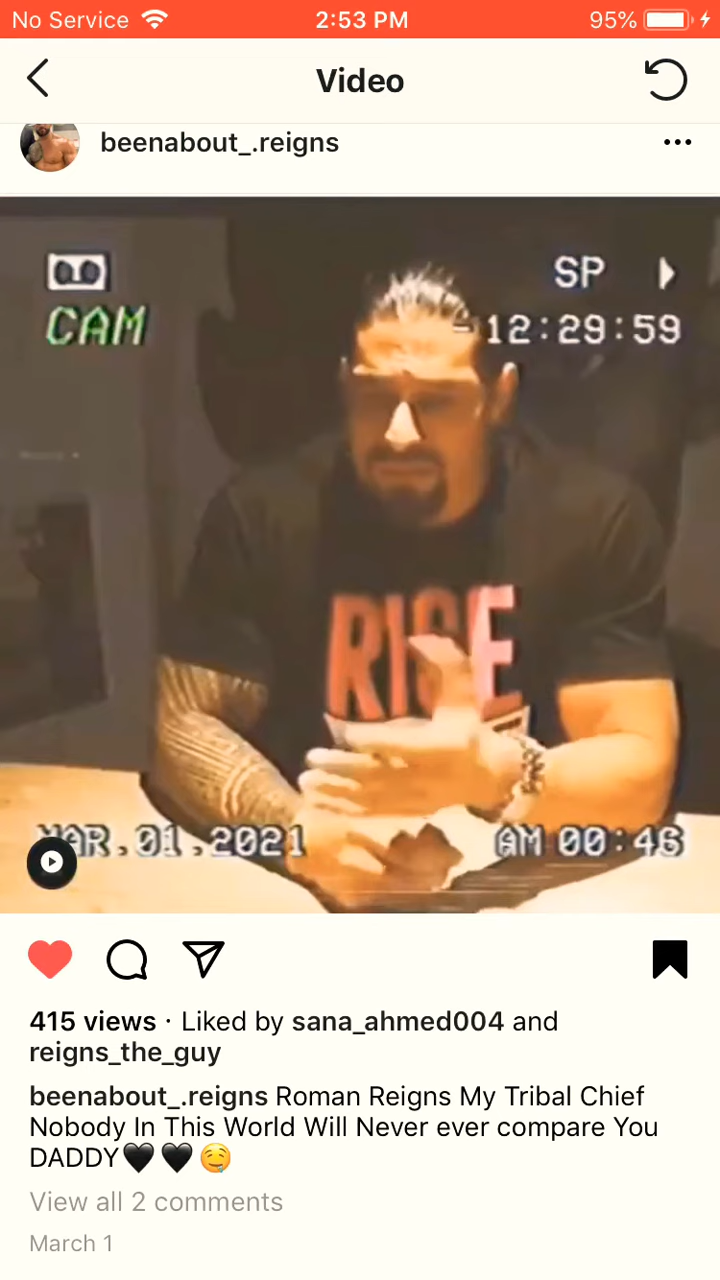 No Service 2:53 PM 95%
Video
beenabout_.reigns
SP
CAM
-12:29:59
RISE
MAR.01.2021 AM 00:46
415 views · Liked by sana_ahmed004 and
reigns_the_guy
beenabout_.reigns Roman Reigns My Tribal Chief
Nobody In This World Will Never ever compare You
DADDY🖤🖤🤤
View all 2 comments
March 1